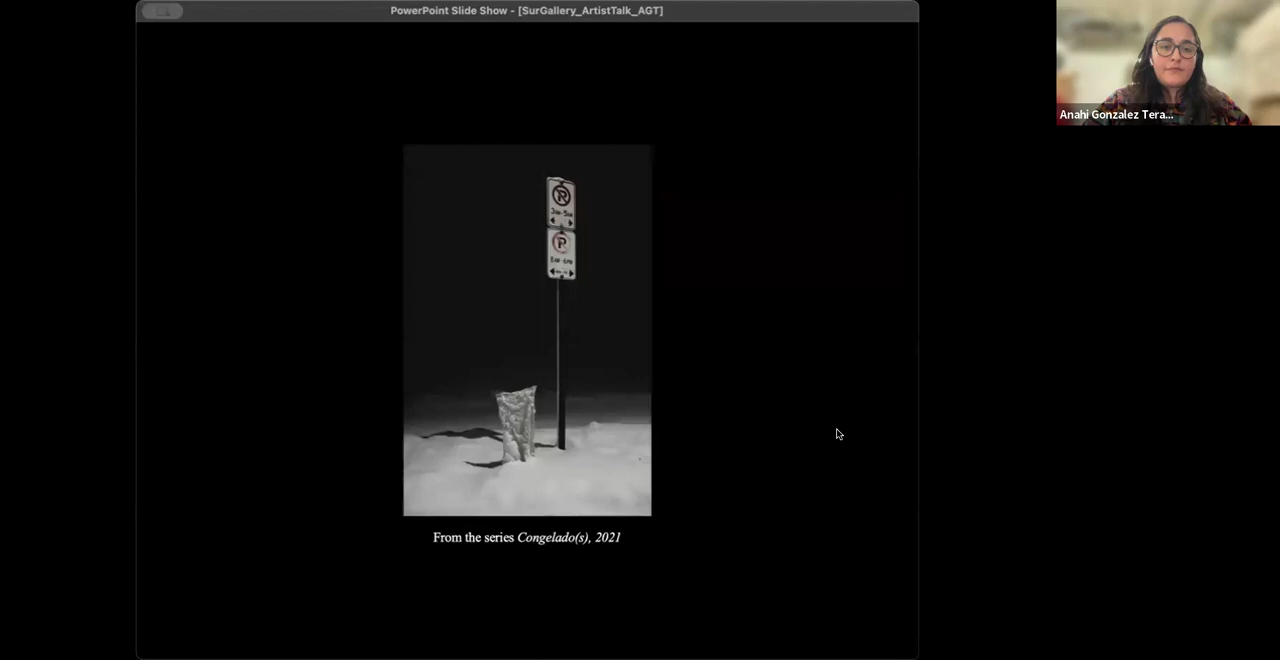 PowerPoint Slide Show - [SurGallery_ArtistTalk_AGT]
Anahi Gonzalez Tera...
P
P
From the series Congelado(s), 2021